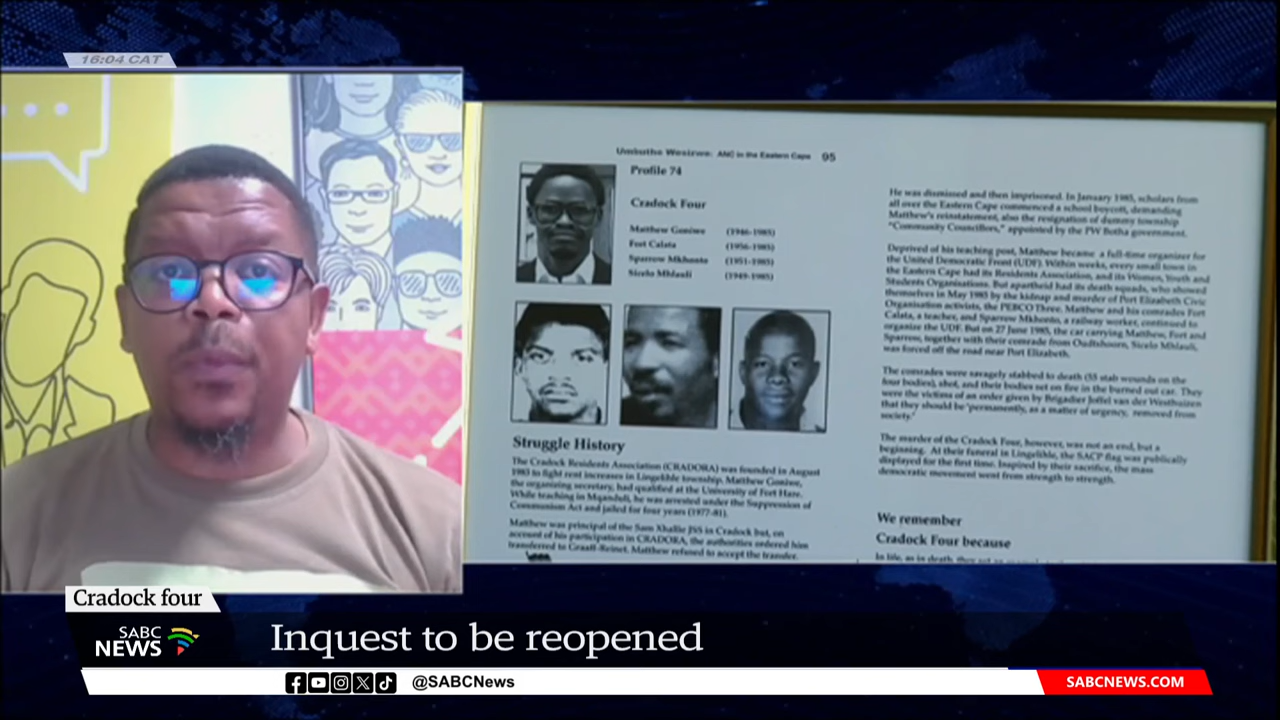 16:04 CAT
Umkhutho Wesizwe: ANC in the Eastern Cape 95
Profile 74
Cradock Four
Matthew Goniwe (1946-1985)
Fort Calata (1956-1985)
Sparrow Mkhonto (1951-1985)
Sicelo Mhlauli (1949-1985)
Struggle History
The Cradock Residents Association (CRADORA) was founded in August
1983 to fight rent increases in Lingelihle township. Matthew Goniwe,
the organizing secretary, had qualified at the University of Fort Hare.
While teaching in Mqanduli, he was arrested under the Suppression of
Communism Act and jailed for four years (1977-81).
Matthew was principal of the Sam Xhallie JSS in Cradock but, on
account of his participation in CRADORA, the authorities ordered him
transferred to Graaff-Reinet. Matthew refused to accept the transfer.
He was dismissed and then imprisoned. In January 1985, scholars from
all over the Eastern Cape commenced a school boycott, demanding
Matthew's reinstatement, also the resignation of dummy township
"Community Councillors," appointed by the PW Botha government.
Deprived of his teaching post, Matthew became a full-time organizer for
the United Democratic Front (UDF). Within weeks, every small town in
the Eastern Cape had its Residents Association, and its Women, Youth and
Students Organisations. But apartheid had its death squads, who showed
themselves in May 1985 by the kidnap and murder of Port Elizabeth Civic
Organisation activists, the PEBCO Three. Matthew and his comrades Fort
Calata, a teacher, and Sparrow Mkhonto, a railway worker, continued to
organize the UDF. But on 27 June 1985, the car carrying Matthew, Fort and
Sparrow, together with their comrade from Oudtshoorn, Sicelo Mhlauli,
was forced off the road near Port Elizabeth.
The comrades were savagely stabbed to death (55 stab wounds on the
four bodies), shot, and their bodies set on fire in the burned out car. They
were the victims of an order given by Brigadier Joffel van der Westhuizen
that they should be 'permanently, as a matter of urgency, removed from
society.'
The murder of the Cradock Four, however, was not an end, but a
beginning. At their funeral in Lingelihle, the SACP flag was publically
displayed for the first time. Inspired by their sacrifice, the mass
democratic movement went from strength to strength.
We remember
Cradock Four because
In life, as in death, they set an
Cradock four
SABC
NEWS
Inquest to be reopened
@SABCNews
SABCNEWS.COM